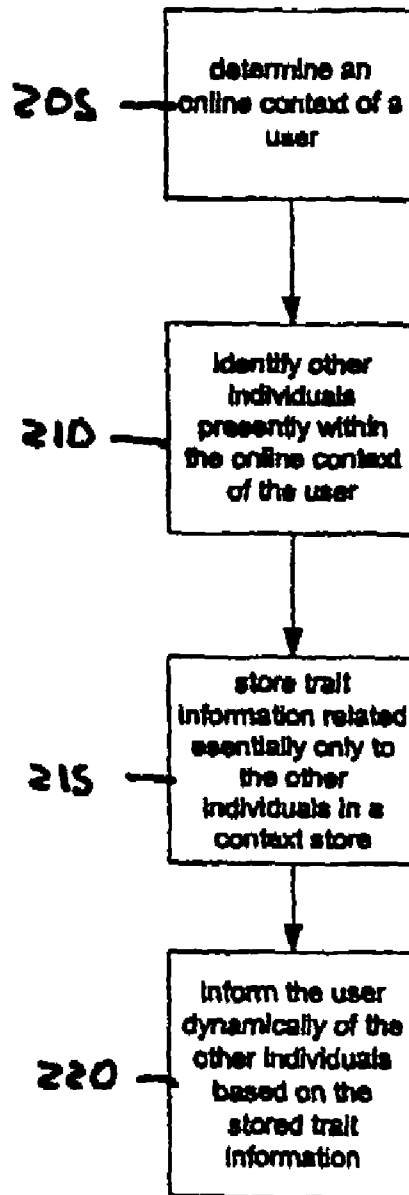 205
determine an
online context of a
user
210
identify other
individuals
presently within
the online context
of the user
215
store trait
information related
esentially only to
the other
individuals in a
context store
220
inform the user
dynamically of the
other individuals
based on the
stored trait
information